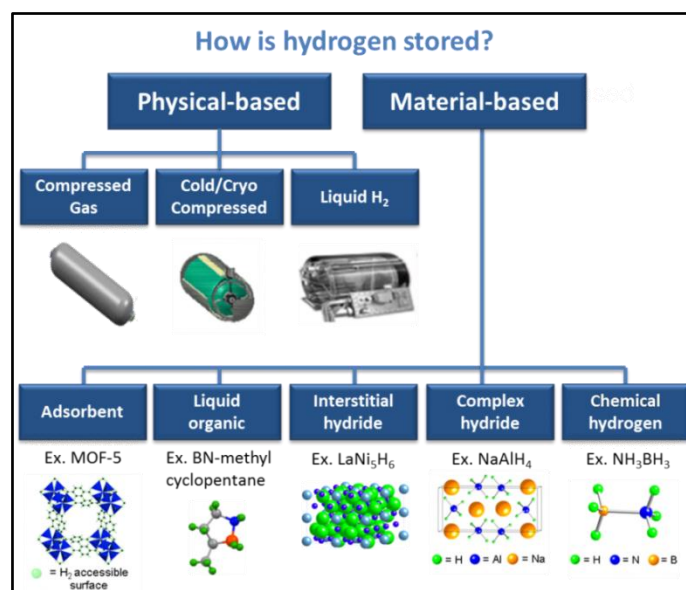 How is hydrogen stored?
Physical-based
Material-based
Compressed
Gas
Cold/Cryo
Compressed
Liquid H₂
Adsorbent
Liquid
organic
Interstitial
hydride
Complex
hydride
Chemical
hydrogen
Ex. MOF-5
Ex. BN-methyl
cyclopentane
Ex. LaNi₅H₆
Ex. NaAlH₄
Ex. NH₃BH₃
= H₂ accessible
surface
= H = Al = Na
= H = N = B